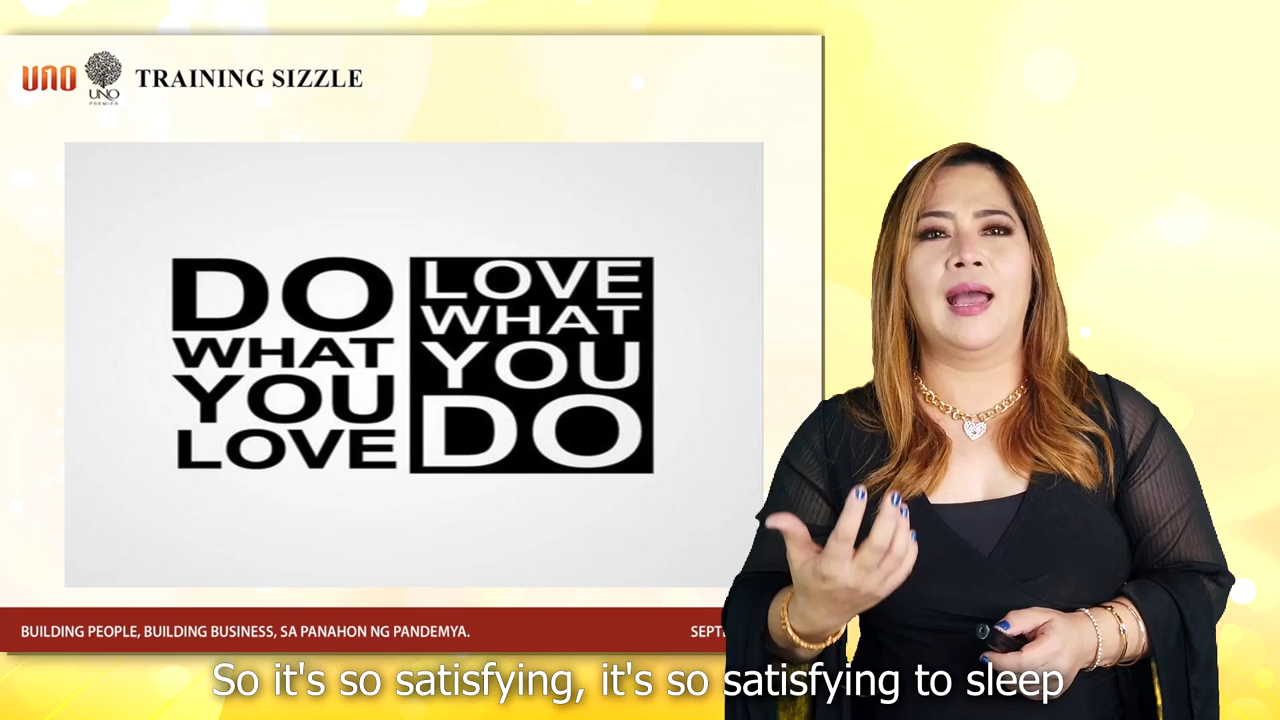 UNO
UNO
PREMIER
TRAINING SIZZLE
DO
WHAT
YOU
LOVE
LOVE
WHAT
YOU
DO
BUILDING PEOPLE, BUILDING BUSINESS, SA PANAHON NG PANDEMYA.
SEPT
So it's so satisfying, it's so satisfying to sleep